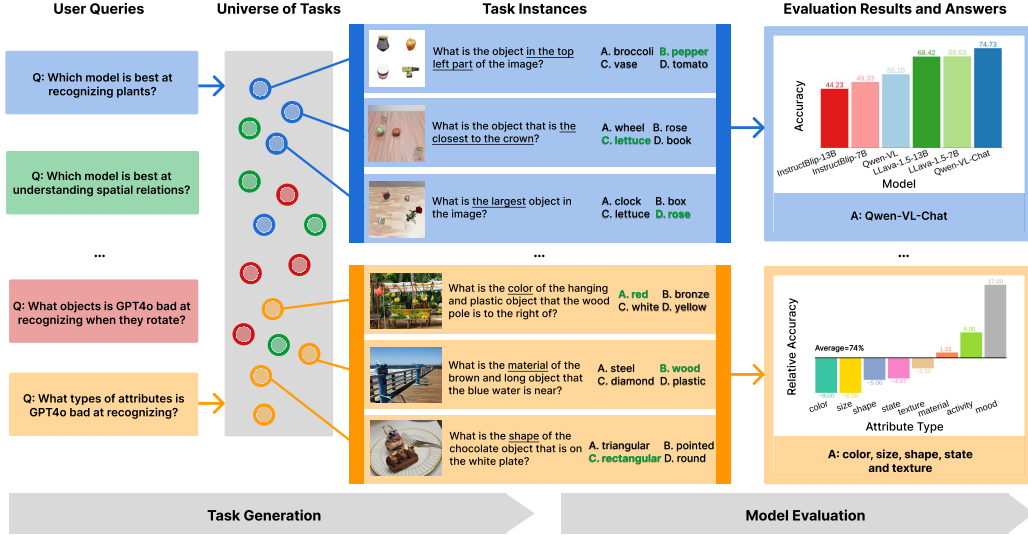 User Queries
Universe of Tasks
Task Instances
Evaluation Results and Answers
Q: Which model is best at
recognizing plants?
Q: Which model is best at
understanding spatial relations?
...
Q: What objects is GPT4o bad at
recognizing when they rotate?
Q: What types of attributes is
GPT4o bad at recognizing?
What is the object in the top
left part of the image?
A. broccoli B. pepper
C. vase D. tomato
What is the object that is the
closest to the crown?
A. wheel B. rose
C. lettuce D. book
What is the largest object in
the image?
A. clock B. box
C. lettuce D. rose
...
What is the color of the hanging
and plastic object that the wood
pole is to the right of?
A. red B. bronze
C. white D. yellow
What is the material of the
brown and long object that
the blue water is near?
A. steel B. wood
C. diamond D. plastic
What is the shape of the
chocolate object that is on
the white plate?
A. triangular B. pointed
C. rectangular D. round
Accuracy
44.23
49.33
55.10
68.42
68.63
74.73
InstructBlip-13B
InstructBlip-7B
Qwen-VL
LLava-1.5-13B
LLava-1.5-7B
Qwen-VL-Chat
Model
A: Qwen-VL-Chat
...
Relative Accuracy
Average=74%
-8.00
-5.00
-4.67
1.33
6.00
17.00
color
size
shape
state
texture
material
activity
mood
Attribute Type
A: color, size, shape, state
and texture
Task Generation
Model Evaluation